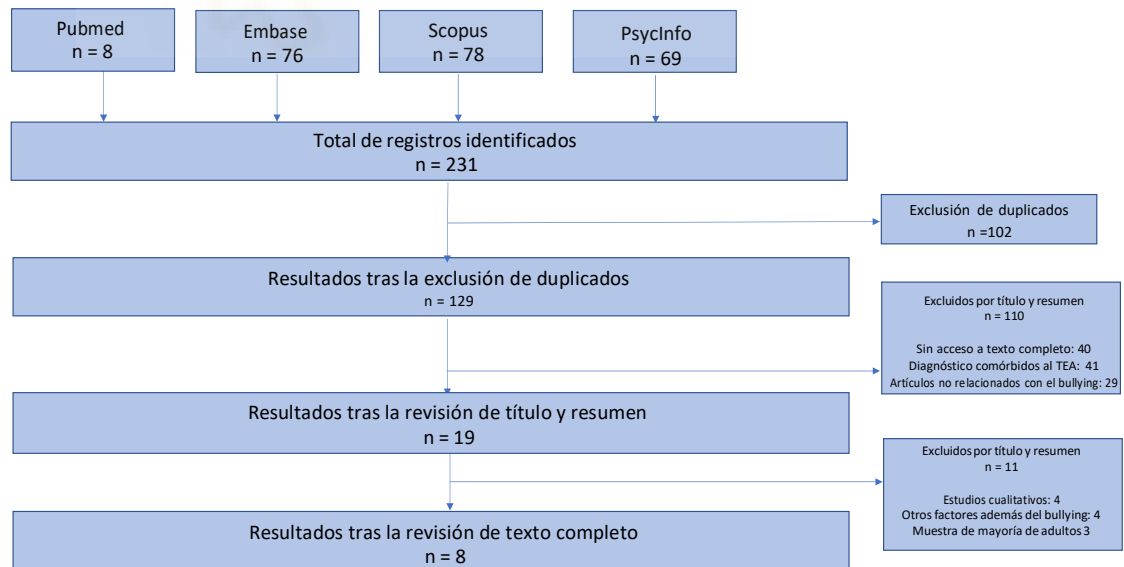 Pubmed
n = 8
Embase
n = 76
Scopus
n = 78
PsycInfo
n = 69
Total de registros identificados
n = 231
Exclusión de duplicados
n =102
Resultados tras la exclusión de duplicados
n = 129
Excluidos por título y resumen
n = 110
Sin acceso a texto completo: 40
Diagnóstico comórbidos al TEA: 41
Artículos no relacionados con el bullying: 29
Resultados tras la revisión de título y resumen
n = 19
Excluidos por título y resumen
n = 11
Estudios cualitativos: 4
Otros factores además del bullying: 4
Muestra de mayoría de adultos 3
Resultados tras la revisión de texto completo
n = 8